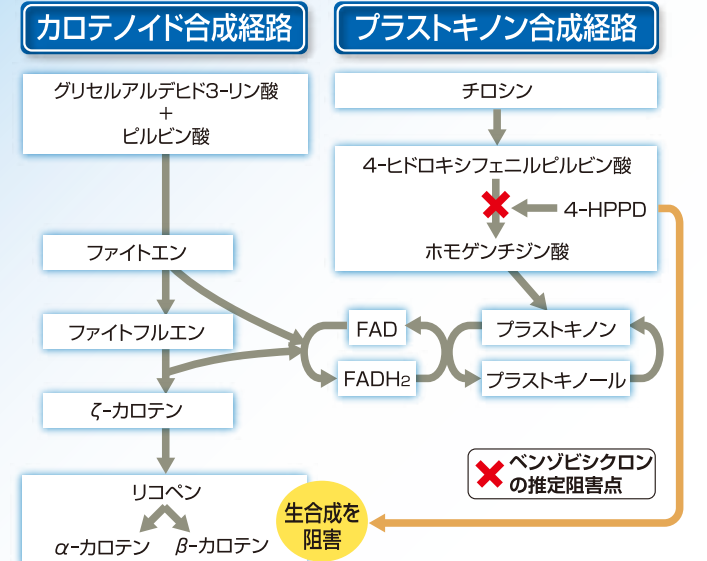 カロテノイド合成経路
グリセルアルデヒド3-リン酸
+
ピルビン酸
ファイトエン
ファイトフルエン
ζ-カロテン
リコペン
α-カロテン
β-カロテン
プラストキノン合成経路
チロシン
4-ヒドロキシフェニルピルビン酸
4-HPPD
ホモゲンチジン酸
FAD
プラストキノン
FADH2
プラストキノール
ベンゾビシクロン
の推定阻害点
生合成を
阻害